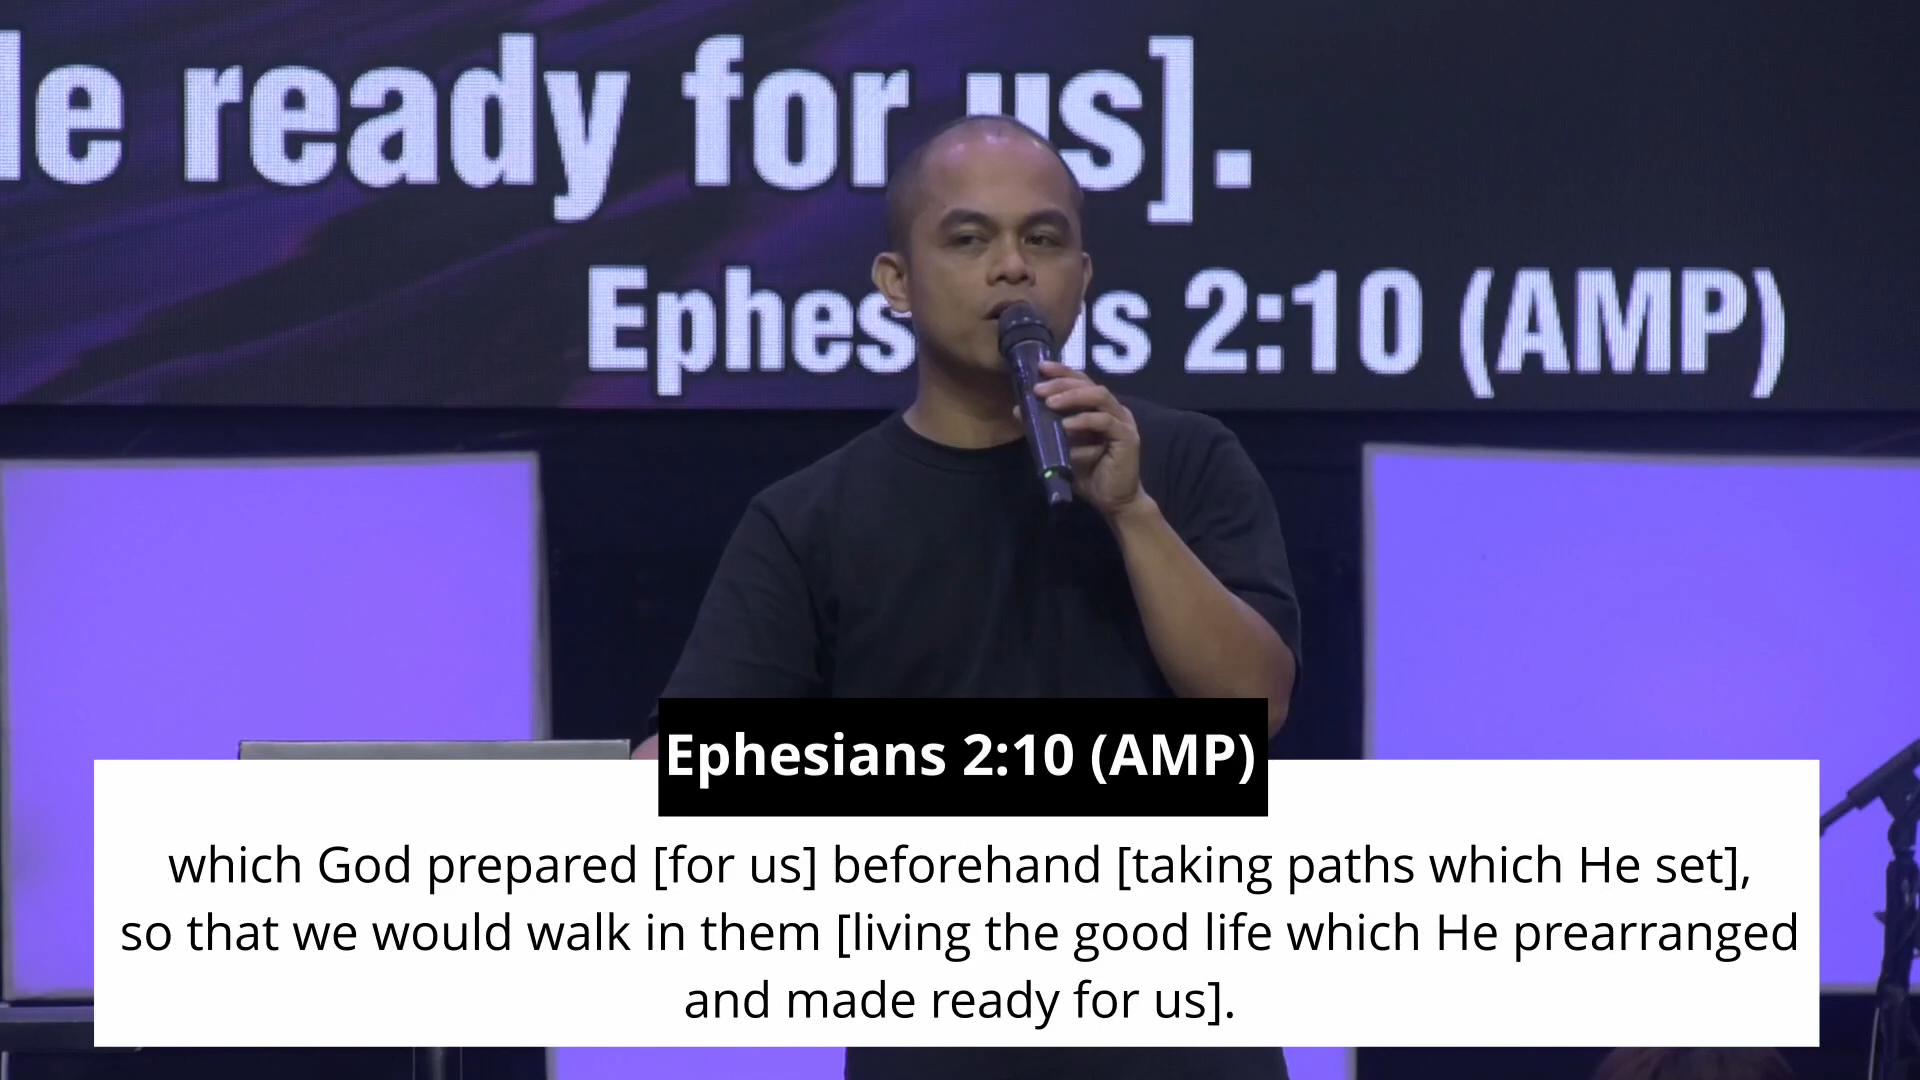 de ready for us].
Ephes ns 2:10 (AMP)
Ephesians 2:10 (AMP)
which God prepared [for us] beforehand [taking paths which He set],
so that we would walk in them [living the good life which He prearranged
and made ready for us].